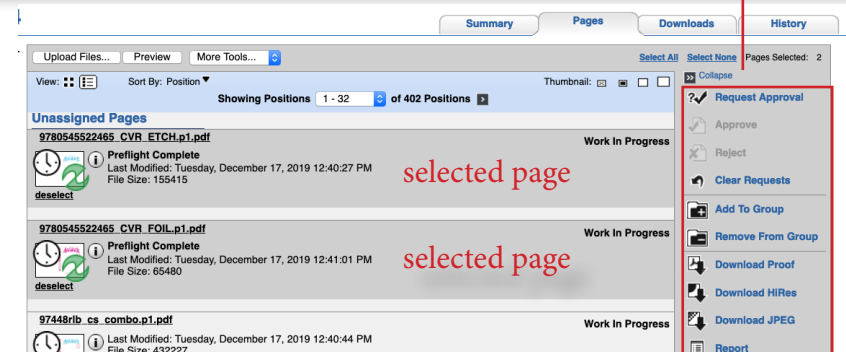 Summary Pages Downloads History
Upload Files... Preview More Tools... Select All Select None Pages Selected: 2
View: Sort By: Position Thumbnail: Collapse
Showing Positions 1 - 32 of 402 Positions
Unassigned Pages
9780545522465_CVR_ETCH.p1.pdf Work In Progress
Preflight Complete
Last Modified: Tuesday, December 17, 2019 12:40:27 PM
File Size: 155415
deselect
selected page
9780545522465_CVR_FOIL.p1.pdf Work In Progress
Preflight Complete
Last Modified: Tuesday, December 17, 2019 12:41:01 PM
File Size: 65480
deselect
selected page
97448rlb_cs_combo.p1.pdf Work In Progress
Last Modified: Tuesday, December 17, 2019 12:40:44 PM
File Size: 432227
Request Approval
Approve
Reject
Clear Requests
Add To Group
Remove From Group
Download Proof
Download HiRes
Download JPEG
Report